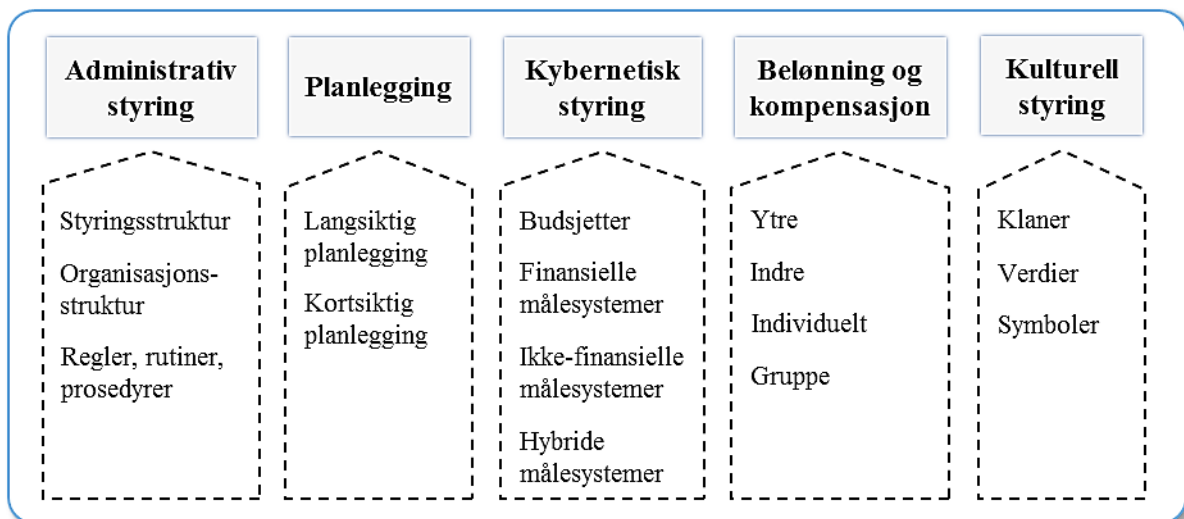 Administrativ
styring
Planlegging
Kybernetisk
styring
Belønning og
kompensasjon
Kulturell
styring
Styringsstruktur
Organisasjons-
struktur
Regler, rutiner,
prosedyrer
Langsiktig
planlegging
Kortsiktig
planlegging
Budsjetter
Finansielle
målesystemer
Ikke-finansielle
målesystemer
Hybride
målesystemer
Ytre
Indre
Individuelt
Gruppe
Klaner
Verdier
Symboler